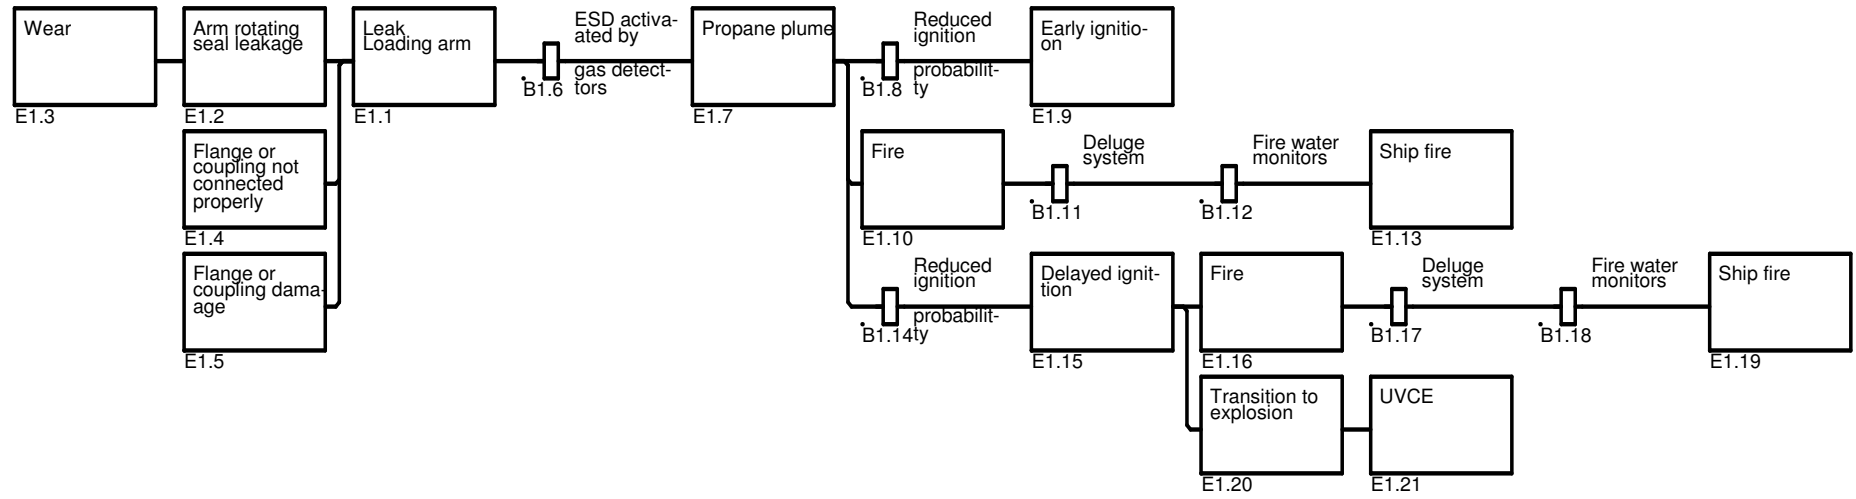 Wear
E1.3
Arm rotating
seal leakage
E1.2
Leak
Loading arm
E1.1
ESD activa-
ated by
gas detect-
tors
B1.6
Propane plume
E1.7
Reduced
ignition
probabilit-
ty
B1.8
Early ignitio-
on
E1.9
Flange or
coupling not
connected
properly
E1.4
Fire
E1.10
Deluge
system
B1.11
Fire water
monitors
B1.12
Ship fire
E1.13
Flange or
coupling dama-
age
E1.5
Reduced
ignition
probabilit-
ty
B1.14
Delayed ignit-
tion
E1.15
Fire
E1.16
Deluge
system
B1.17
Fire water
monitors
B1.18
Ship fire
E1.19
Transition to
explosion
E1.20
UVCE
E1.21